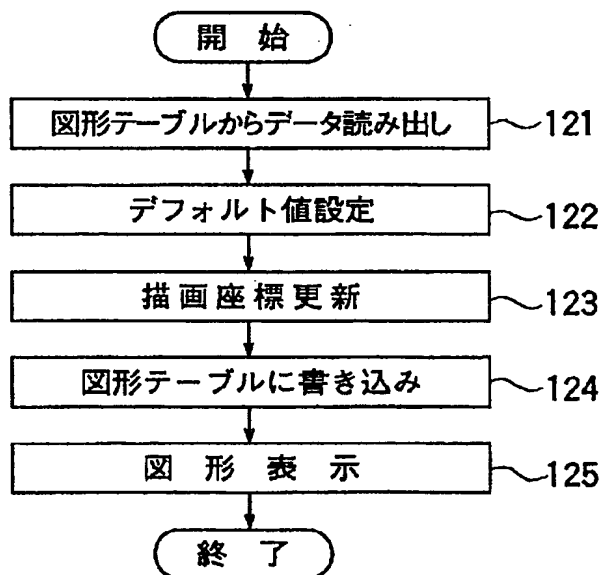 開始
図形テーブルからデータ読み出し 121
デフォルト値設定 122
描画座標更新 123
図形テーブルに書き込み 124
図形表示 125
終了